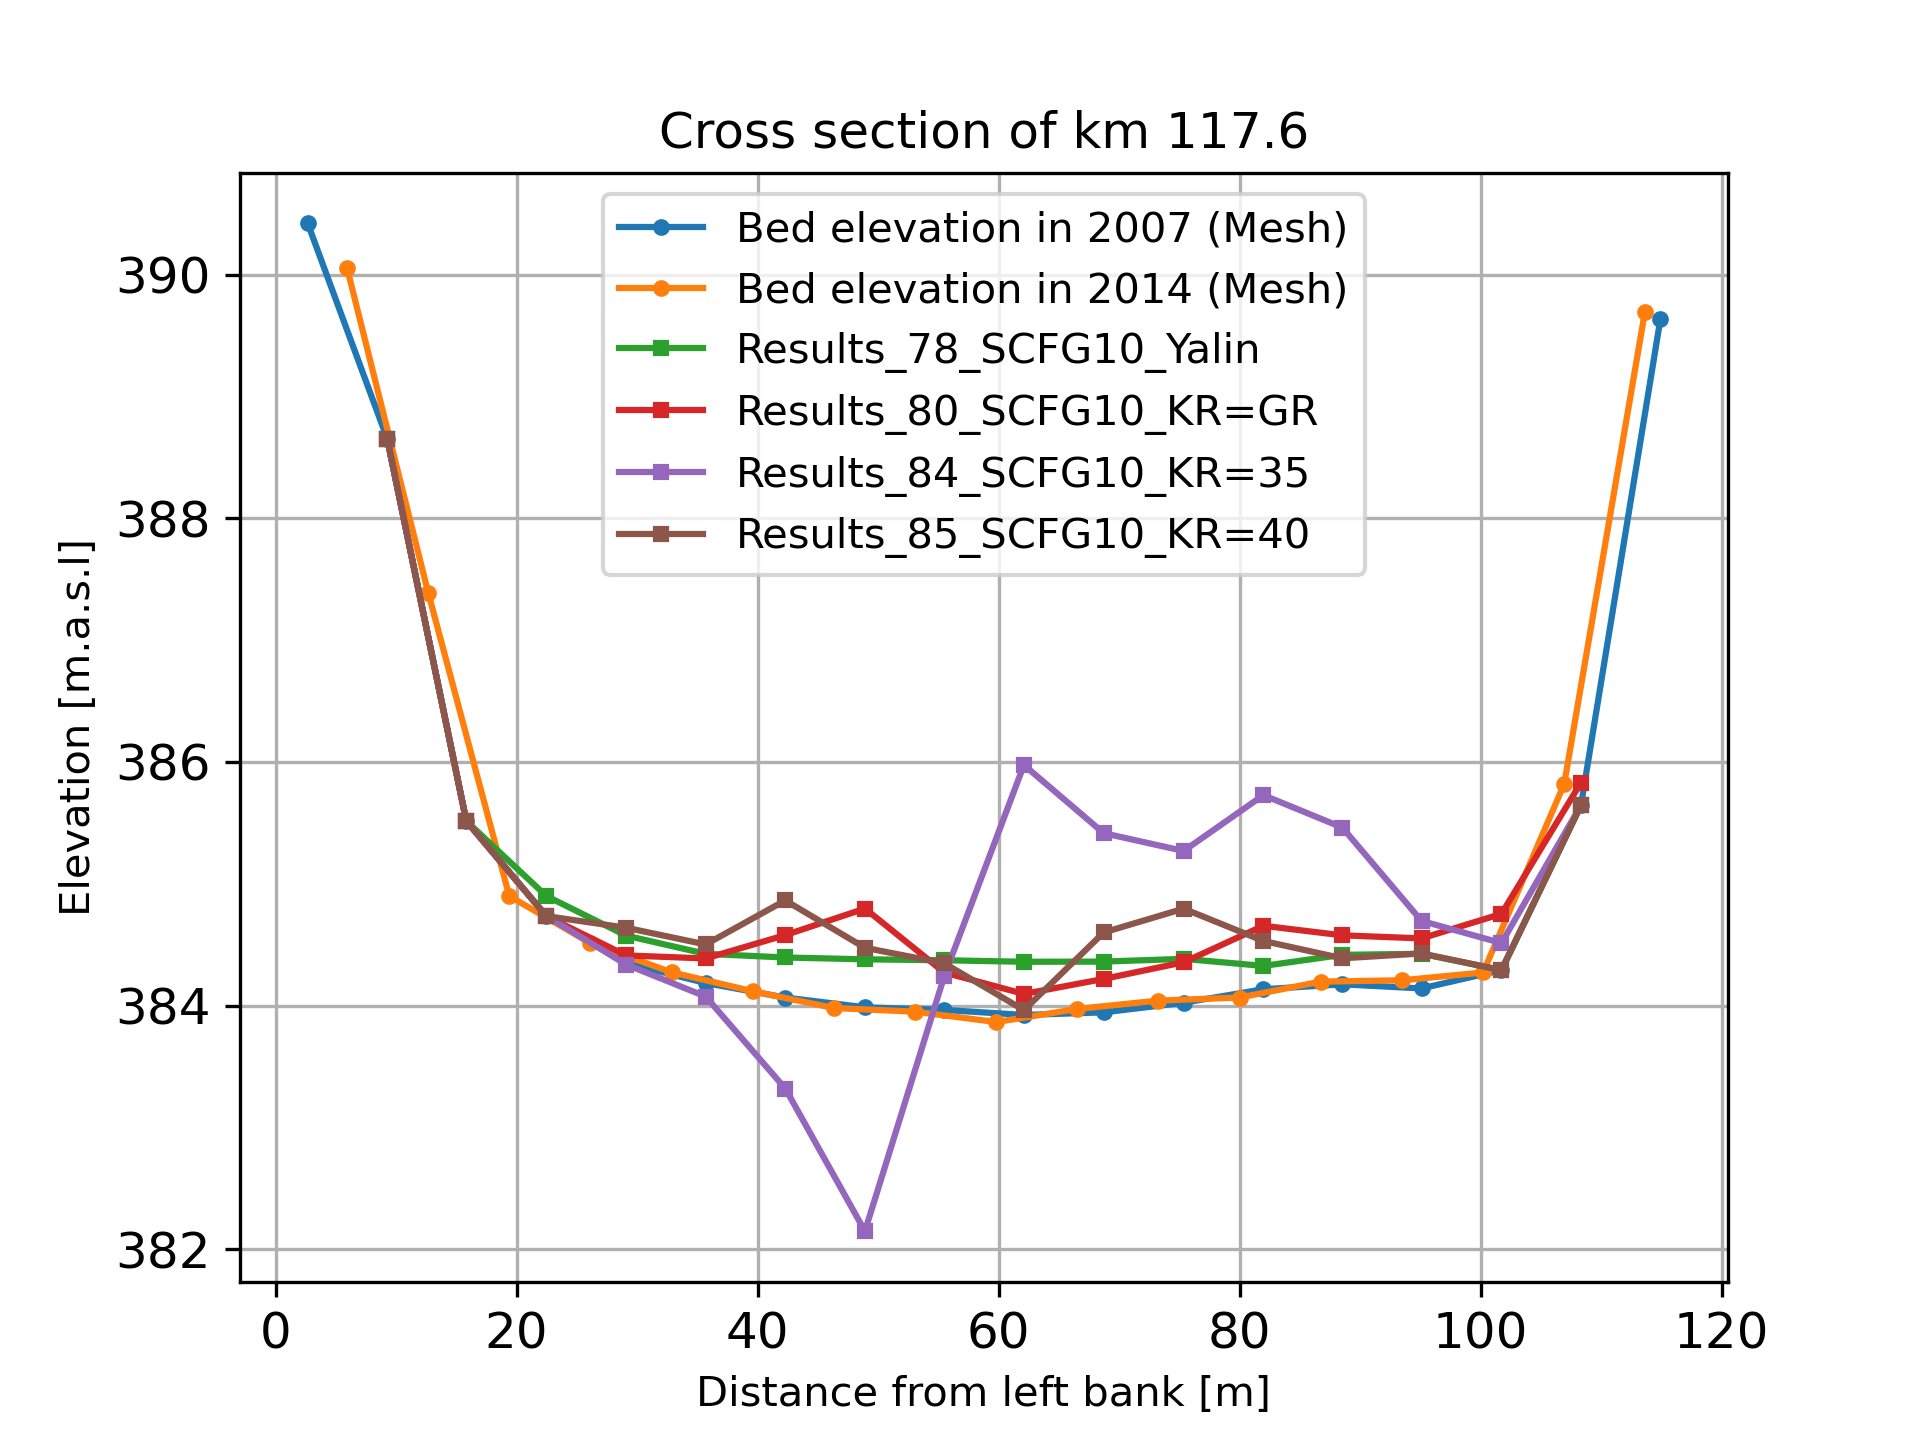 Cross section of km 117.6
Bed elevation in 2007 (Mesh)
Bed elevation in 2014 (Mesh)
Results_78_SCFG10_Yalin
Results_80_SCFG10_KR=GR
Results_84_SCFG10_KR=35
Results_85_SCFG10_KR=40
390
388
386
384
382
Elevation [m.a.s.l]
0 20 40 60 80 100 120
Distance from left bank [m]